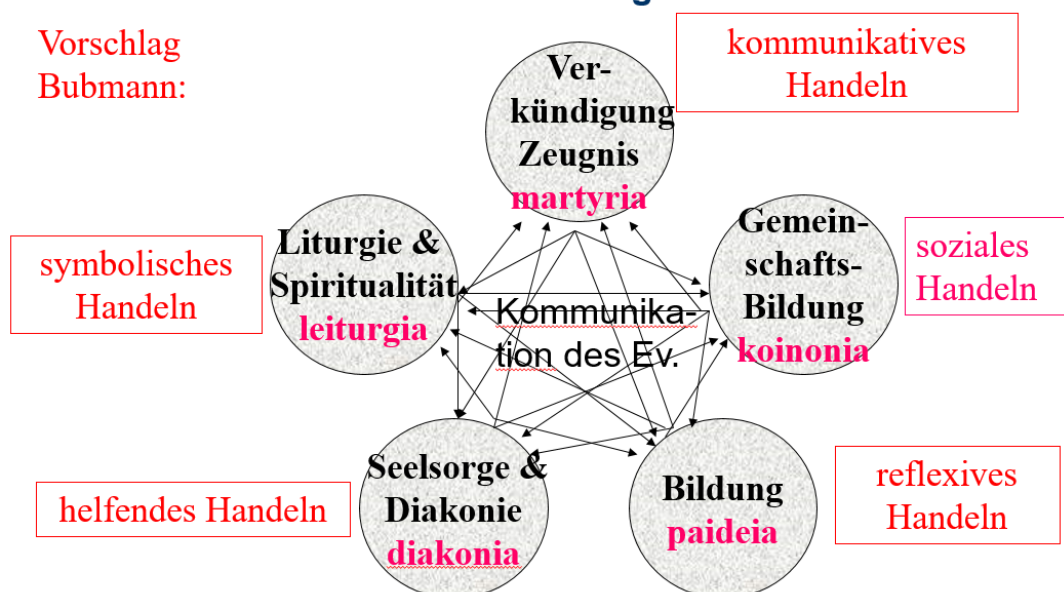 Vorschlag
Bubmann:
kommunikatives
Handeln
Ver-
kündigung
Zeugnis
martyria
symbolisches
Handeln
Liturgie &
Spiritualität
leiturgia
Gemein-
schafts-
Bildung
koinonia
soziales
Handeln
Kommunika-
tion des Ev.
helfendes Handeln
Seelsorge &
Diakonie
diakonia
Bildung
paideia
reflexives
Handeln